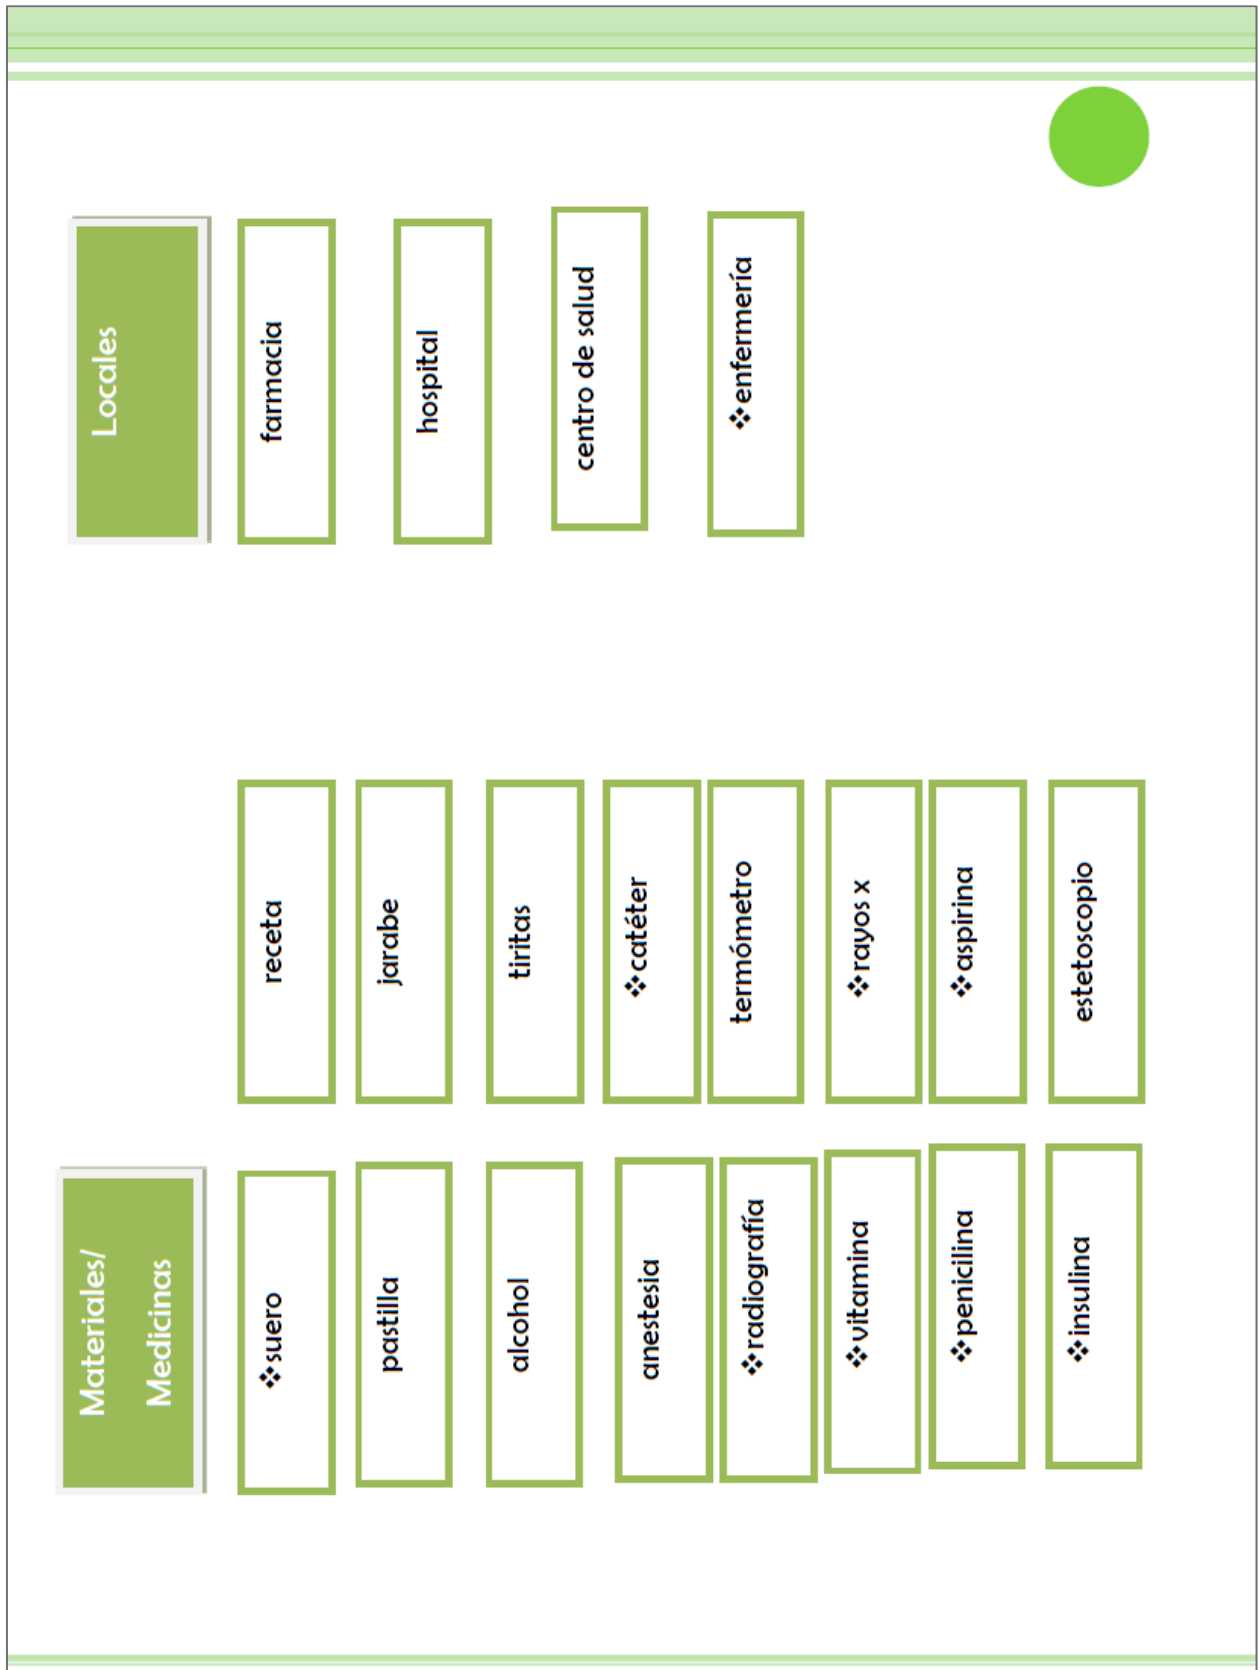 Materiales/
Medicinas
❖suero
pastilla
alcohol
anestesia
❖radiografía
❖vitamina
❖penicilina
❖insulina
receta
jarabe
tiritas
❖catéter
termómetro
❖rayos x
❖aspirina
estetoscopio
Locales
farmacia
hospital
centro de salud
❖enfermería